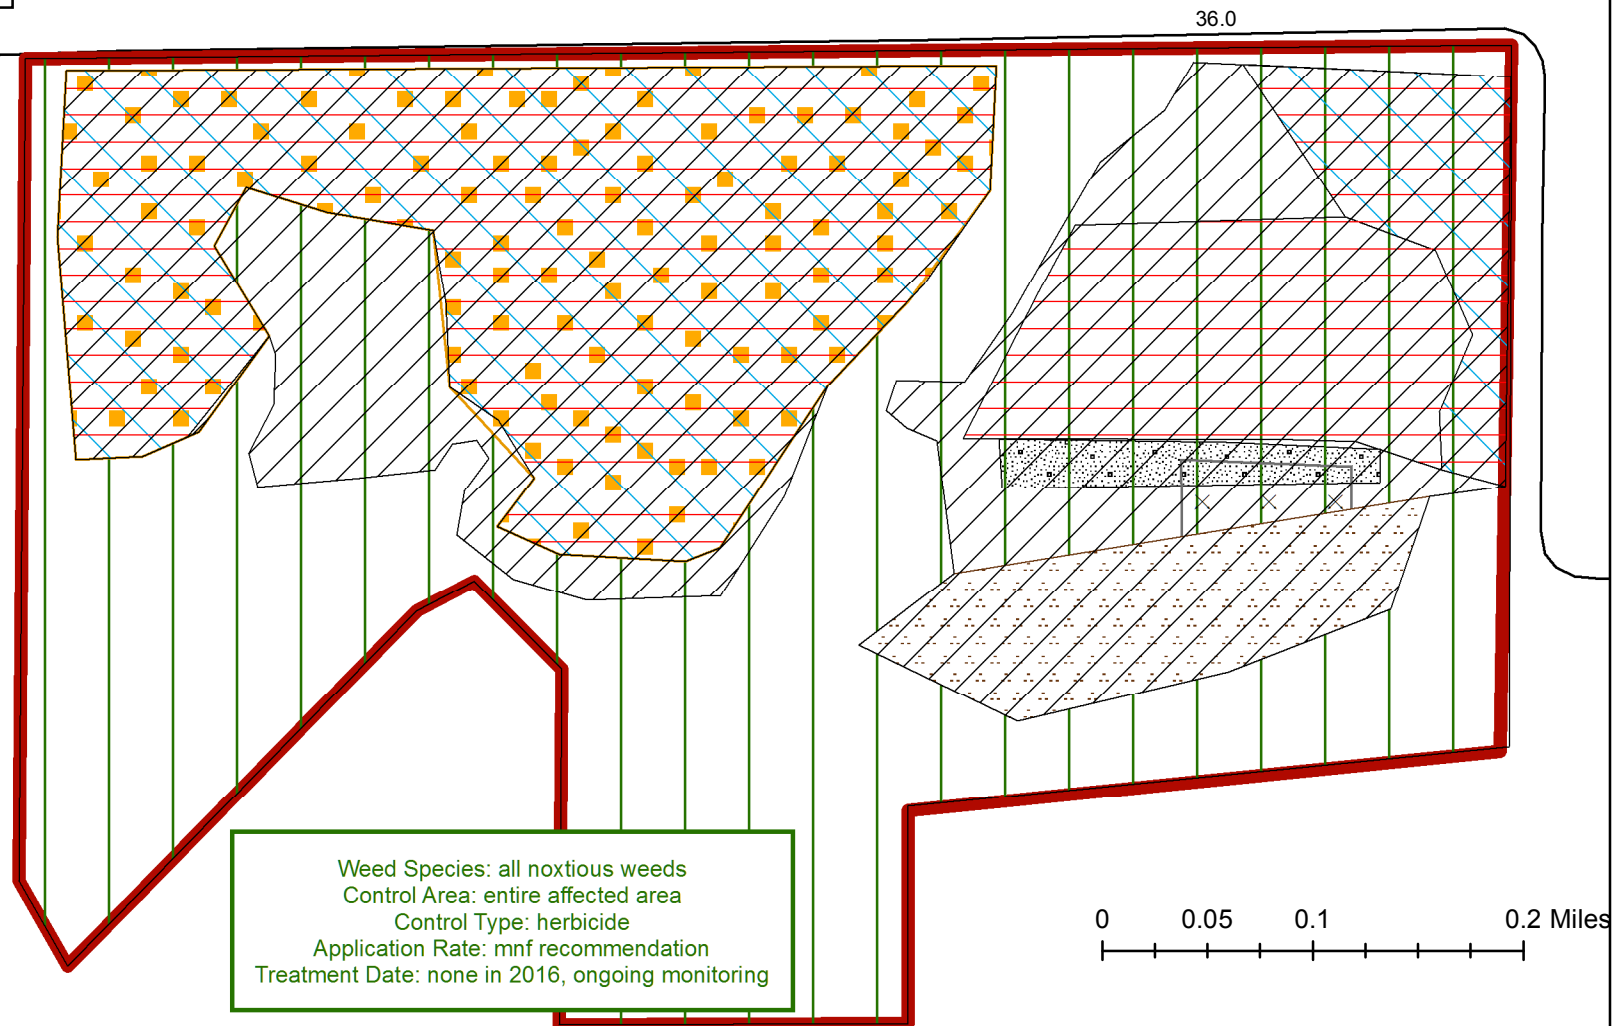 36.0
Weed Species: all noxtious weeds
Control Area: entire affected area
Control Type: herbicide
Application Rate: mnf recommendation
Treatment Date: none in 2016, ongoing monitoring
0 0.05 0.1 0.2 Miles